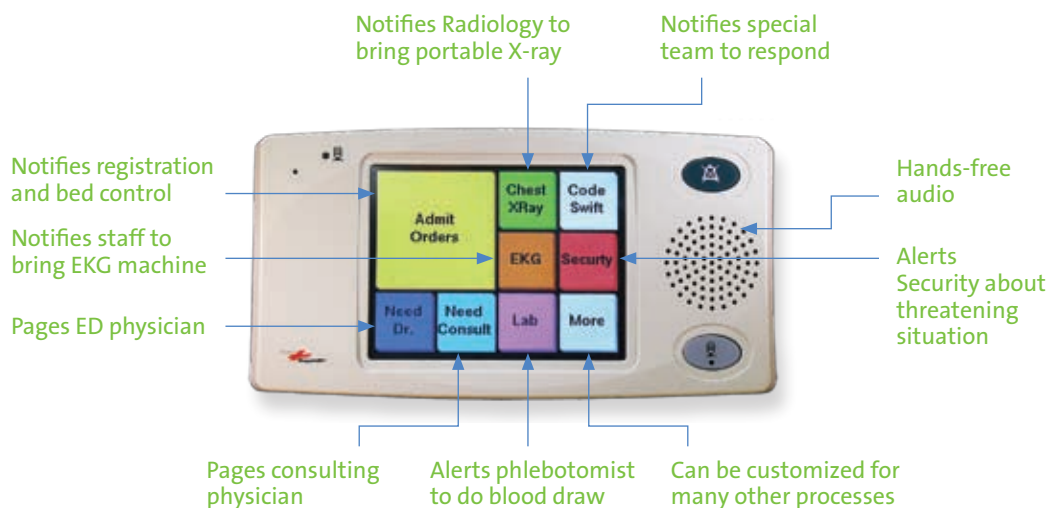 Notifies Radiology to
bring portable X-ray
Notifies special
team to respond
Notifies registration
and bed control
Notifies staff to
bring EKG machine
Pages ED physician
Admit
Orders
Chest
XRay
Code
Swift
EKG
Securty
Need
Dr.
Need
Consult
Lab
More
Hands-free
audio
Alerts
Security about
threatening
situation
Pages consulting
physician
Alerts phlebotomist
to do blood draw
Can be customized for
many other processes